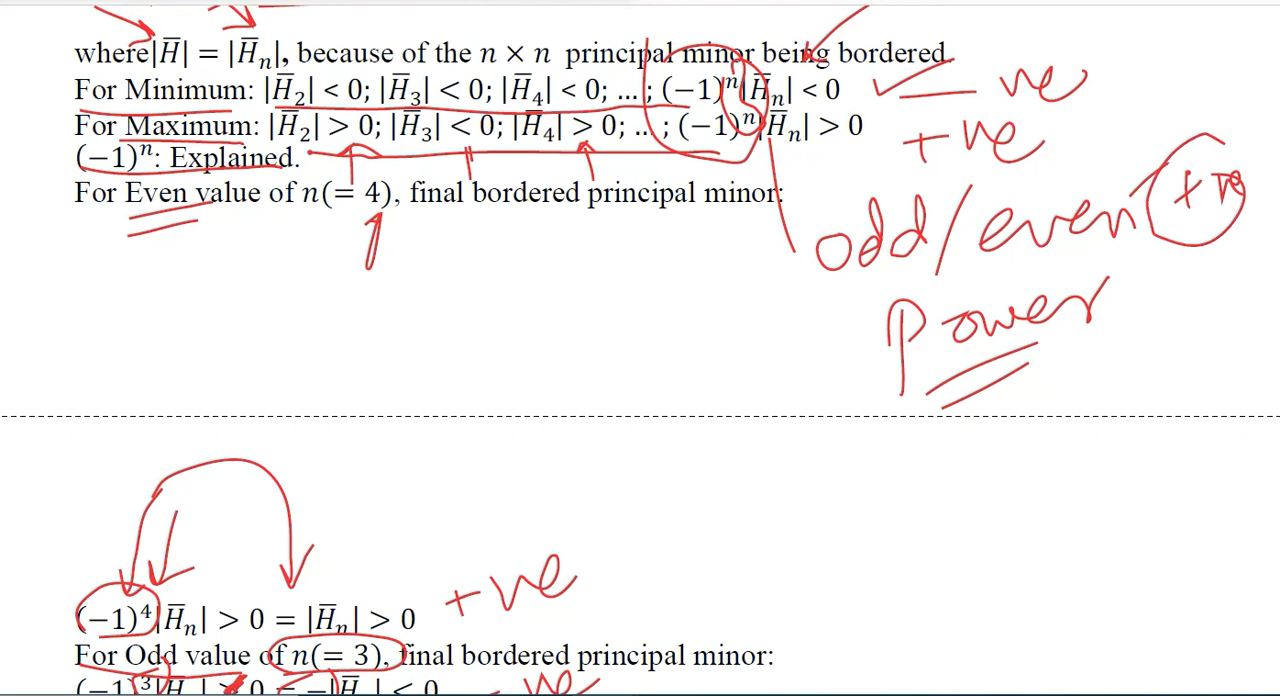 where|H̅| = |H̅ₙ|, because of the n × n principal minor being bordered.
For Minimum: |H̅₂| < 0; |H̅₃| < 0; |H̅₄| < 0; … ; (−1)ⁿ|H̅ₙ| < 0
-ve
For Maximum: |H̅₂| > 0; |H̅₃| < 0; |H̅₄| > 0; … ; (−1)ⁿ|H̅ₙ| > 0
+ve
(−1)ⁿ: Explained.
For Even value of n(= 4), final bordered principal minor:
odd/even +ve
Power
(−1)⁴|H̅ₙ| > 0 = |H̅ₙ| > 0 +ve
For Odd value of n(= 3), final bordered principal minor: